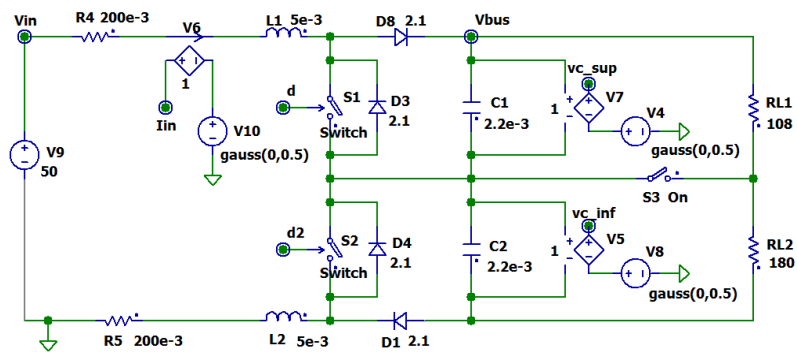 Vin
R4 200e-3
V6
L1 5e-3
D8 2.1
Vbus
1
Iin
V10
gauss(0,0.5)
d
S1
Switch
D3
2.1
C1
2.2e-3
vc_sup
1
V7
V4
gauss(0,0.5)
RL1
108
V9
50
S3 On
d2
S2
Switch
D4
2.1
C2
2.2e-3
vc_inf
1
V5
V8
gauss(0,0.5)
RL2
180
R5 200e-3
L2 5e-3
D1 2.1